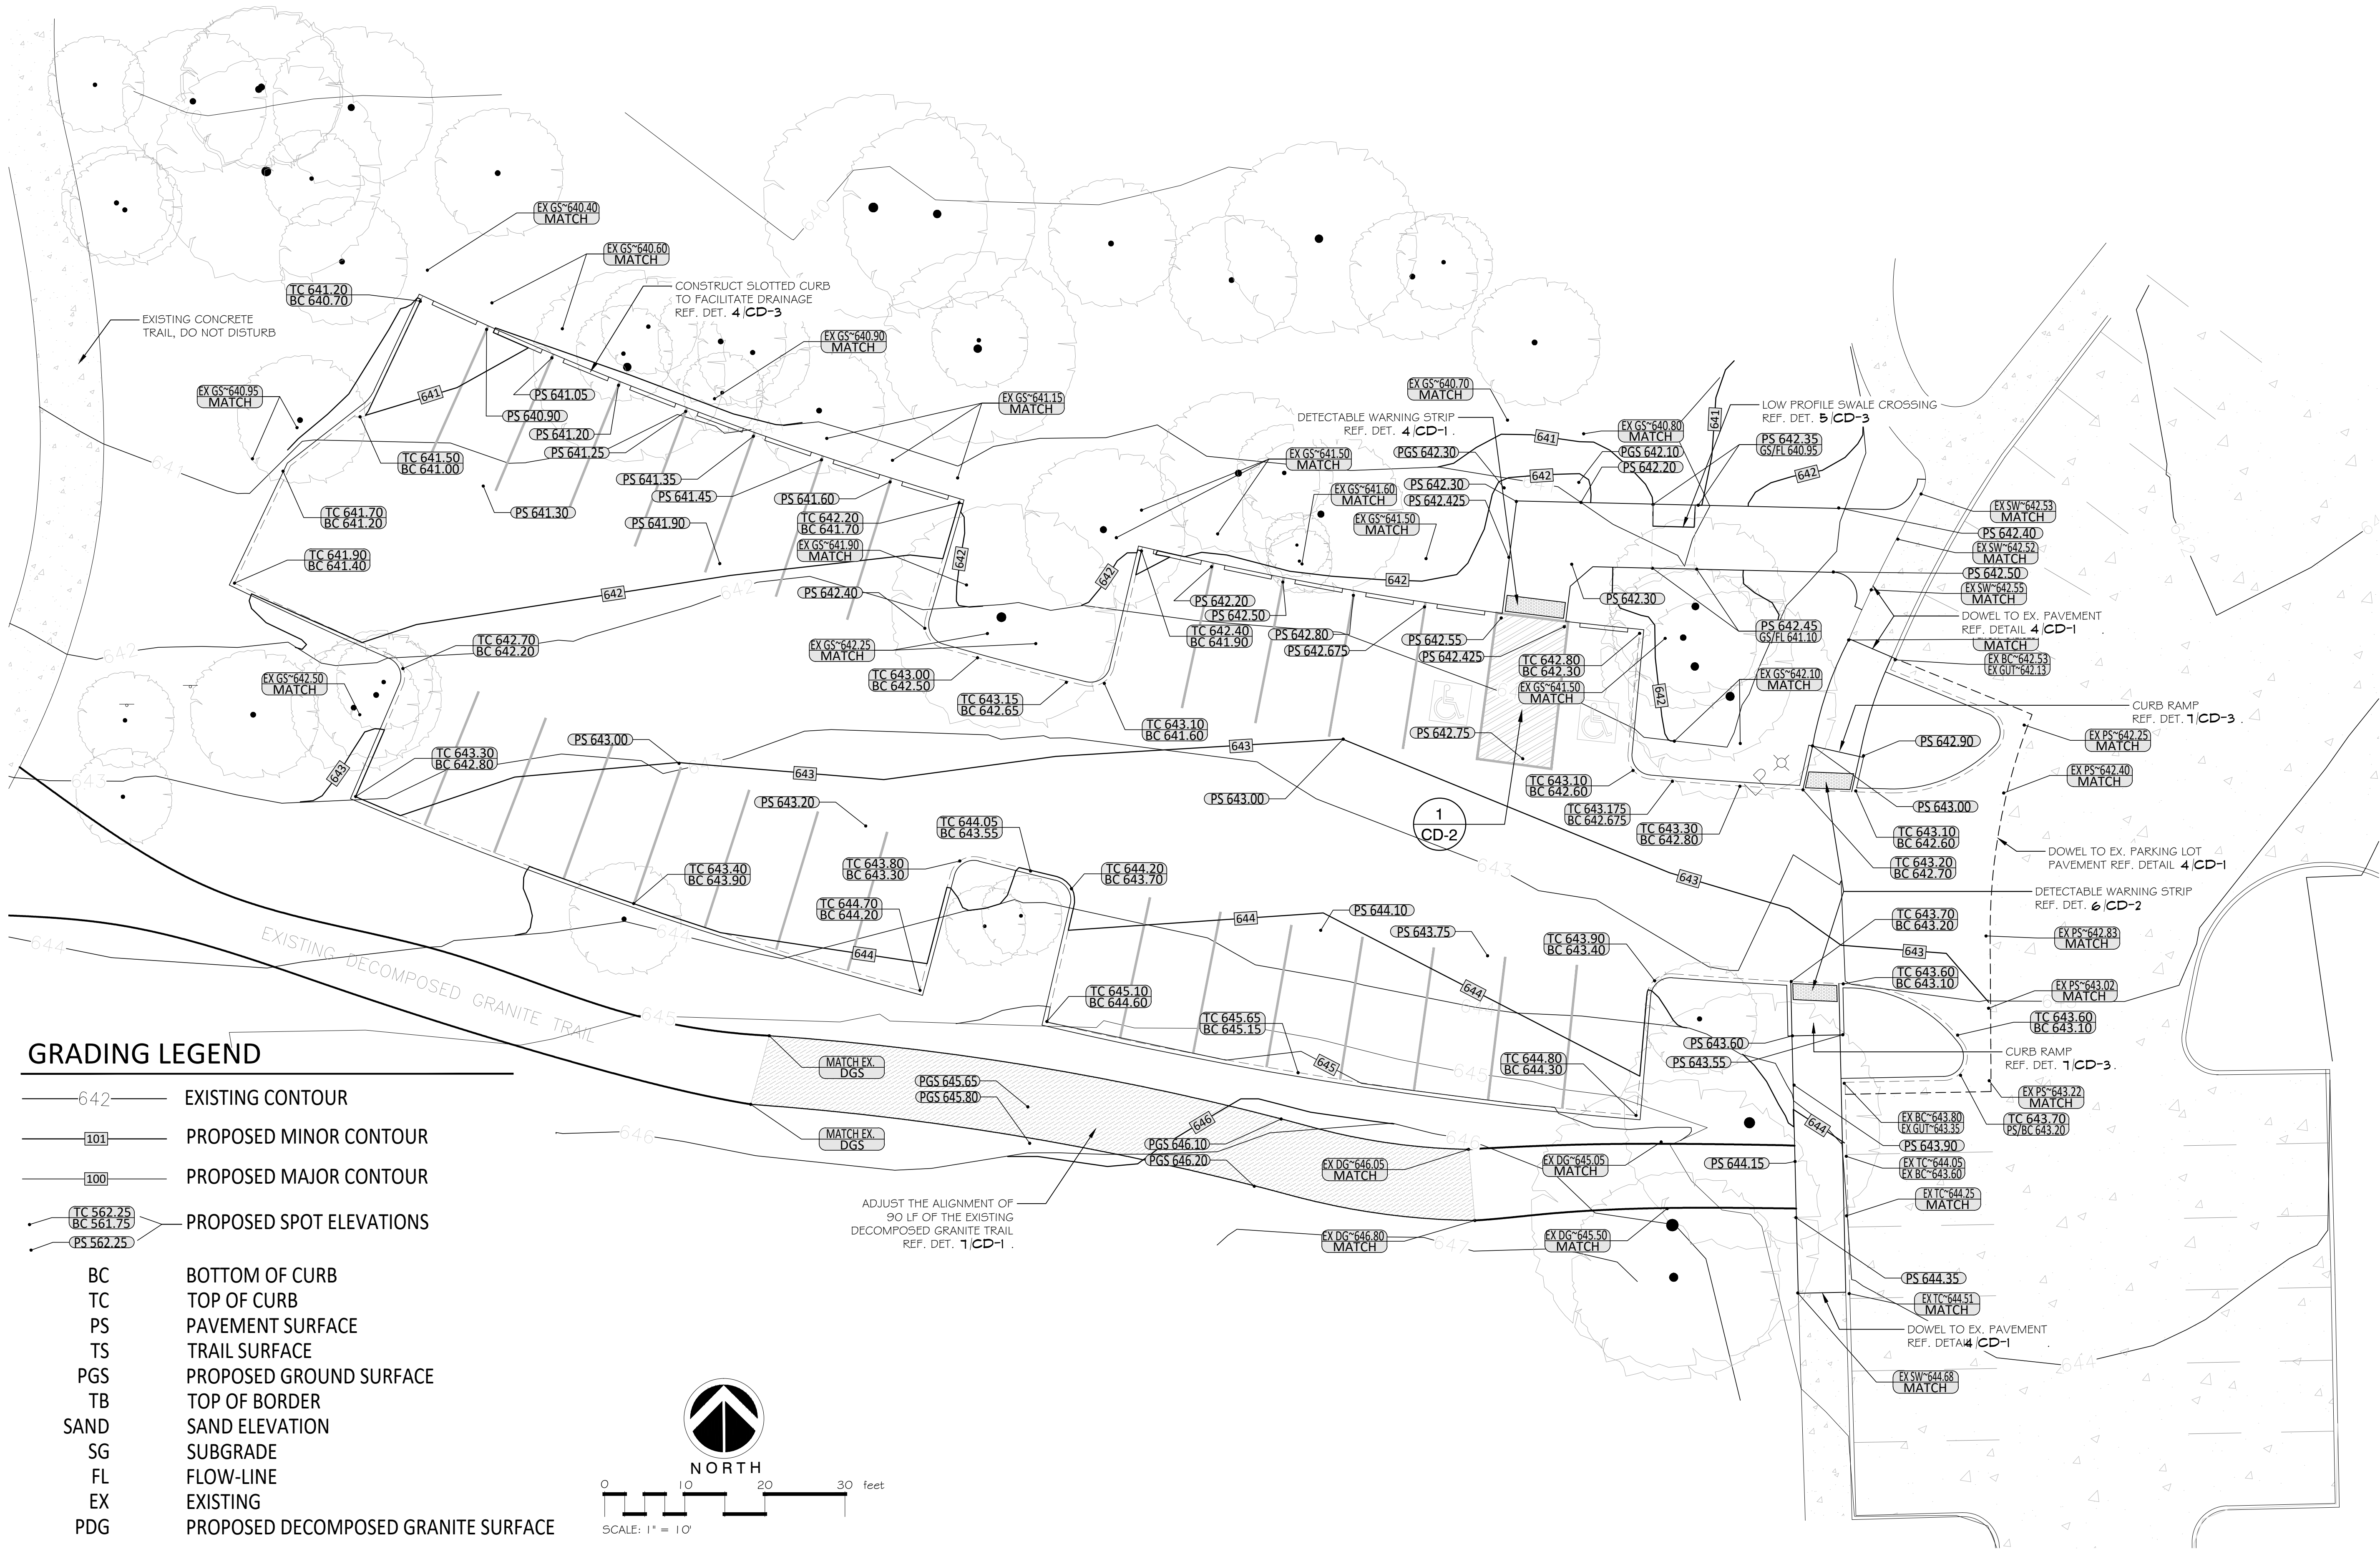 640
EX GS~640.40
MATCH
EX GS~640.60
MATCH
TC 641.20
BC 640.70
CONSTRUCT SLOTTED CURB
TO FACILITATE DRAINAGE
REF. DET. 4/CD-3
EXISTING CONCRETE
TRAIL, DO NOT DISTURB
EX GS~640.90
MATCH
EX GS~640.95
MATCH
641
PS 641.05
PS 640.90
PS 641.20
PS 641.25
EX GS~641.15
MATCH
EX GS~640.70
MATCH
DETECTABLE WARNING STRIP
REF. DET. 4/CD-1 .
EX GS~640.80
MATCH
641
LOW PROFILE SWALE CROSSING
REF. DET. 5/CD-3
641
641
TC 641.50
BC 641.00
PS 641.35
PS 641.45
PS 641.60
EX GS~641.50
MATCH
PGS 642.30
PGS 642.10
PS 642.20
PS 642.35
GS/FL 640.95
642
642
EX GS~641.60
MATCH
PS 642.30
PS 642.425
TC 641.70
BC 641.20
PS 641.30
PS 641.90
TC 642.20
BC 641.70
EX GS~641.50
MATCH
EX SW~642.53
MATCH
PS 642.40
EX SW~642.52
MATCH
TC 641.90
BC 641.40
EX GS~641.90
MATCH
642
642
642
642
642
PS 642.40
PS 642.20
PS 642.50
PS 642.30
PS 642.50
EX SW~642.55
MATCH
DOWEL TO EX. PAVEMENT
REF. DETAIL 4/CD-1 .
MATCH
TC 642.70
BC 642.20
642
EX GS~642.25
MATCH
TC 642.40
BC 641.90
PS 642.80
PS 642.675
PS 642.55
PS 642.425
PS 642.45
GS/FL 641.10
EX BC~642.53
EX GUT~642.13
EX GS~642.50
MATCH
TC 643.00
BC 642.50
TC 643.15
BC 642.65
TC 642.80
BC 642.30
EX GS~641.50
MATCH
642
EX GS~642.10
MATCH
CURB RAMP
REF. DET. 7/CD-3 .
TC 643.10
BC 641.60
PS 642.75
PS 642.90
EX PS~642.25
MATCH
PS 643.00
643
643
TC 643.30
BC 642.80
643
643
PS 643.20
PS 643.00
TC 643.10
BC 642.60
EX PS~642.40
MATCH
TC 643.175
BC 642.675
PS 643.00
1
CD-2
TC 644.05
BC 643.55
TC 643.30
BC 642.80
TC 643.10
BC 642.60
TC 643.20
BC 642.70
DOWEL TO EX. PARKING LOT
PAVEMENT REF. DETAIL 4/CD-1
TC 643.40
BC 643.90
TC 643.80
BC 643.30
TC 644.20
BC 643.70
643
643
DETECTABLE WARNING STRIP
REF. DET. 6/CD-2
TC 644.70
BC 644.20
644
PS 644.10
PS 643.75
TC 643.70
BC 643.20
EX PS~642.83
MATCH
644
EXISTING DECOMPOSED GRANITE TRAIL
644
644
TC 643.90
BC 643.40
643
TC 643.60
BC 643.10
EX PS~643.02
MATCH
TC 645.10
BC 644.60
644
645
TC 645.65
BC 645.15
TC 643.60
BC 643.10
PS 643.60
PS 643.55
CURB RAMP
REF. DET. 7/CD-3 .
MATCH EX.
DGS
PGS 645.65
PGS 645.80
645
645
TC 644.80
BC 644.30
EX PS~643.22
MATCH
TC 643.70
PS/BC 643.20
646
646
MATCH EX.
DGS
646
PGS 646.10
PGS 646.20
644
EX BC~643.80
EX GUT~643.35
PS 643.90
EX DG~646.05
MATCH
EX DG~645.05
MATCH
PS 644.15
EX TC~644.05
EX BC~643.60
EX TC~644.25
MATCH
ADJUST THE ALIGNMENT OF
90 LF OF THE EXISTING
DECOMPOSED GRANITE TRAIL
REF. DET. 7/CD-1 .
EX DG~646.80
MATCH
647
EX DG~645.50
MATCH
PS 644.35
EX TC~644.51
MATCH
DOWEL TO EX. PAVEMENT
REF. DETAIL 4/CD-1 .
644
EX SW~644.68
MATCH
GRADING LEGEND
642 EXISTING CONTOUR
101 PROPOSED MINOR CONTOUR
100 PROPOSED MAJOR CONTOUR
TC 562.25
BC 561.75
PROPOSED SPOT ELEVATIONS
PS 562.25
BC BOTTOM OF CURB
TC TOP OF CURB
PS PAVEMENT SURFACE
TS TRAIL SURFACE
PGS PROPOSED GROUND SURFACE
TB TOP OF BORDER
SAND SAND ELEVATION
SG SUBGRADE
FL FLOW-LINE
EX EXISTING
PDG PROPOSED DECOMPOSED GRANITE SURFACE
NORTH
0 10 20 30 feet
SCALE: 1" = 10'